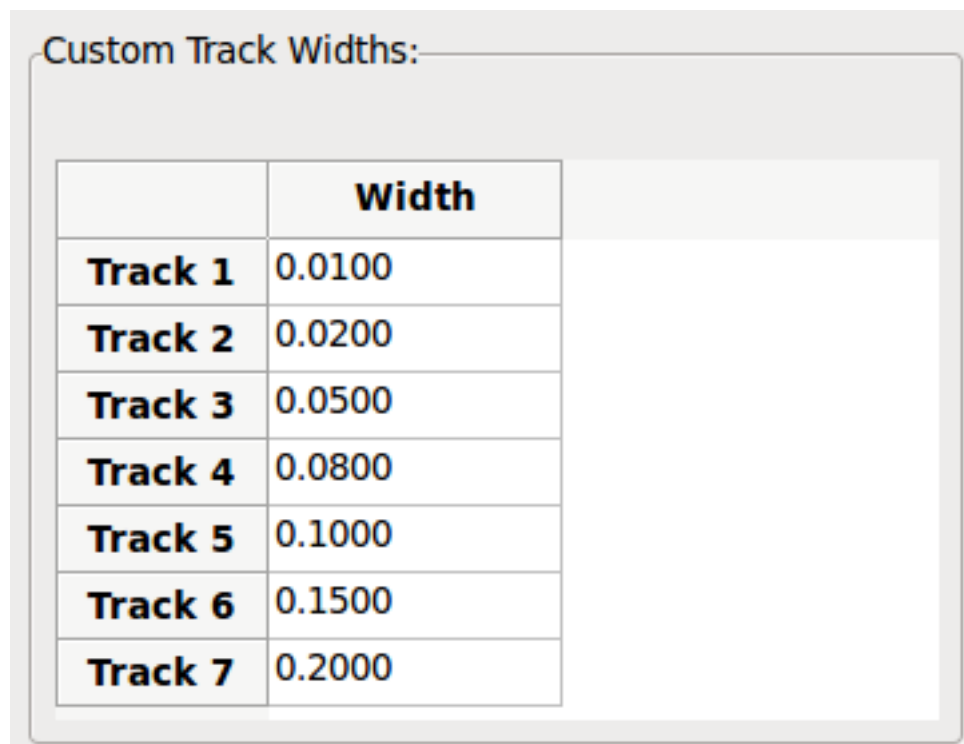 Custom Track Widths:
Width
Track 1 0.0100
Track 2 0.0200
Track 3 0.0500
Track 4 0.0800
Track 5 0.1000
Track 6 0.1500
Track 7 0.2000